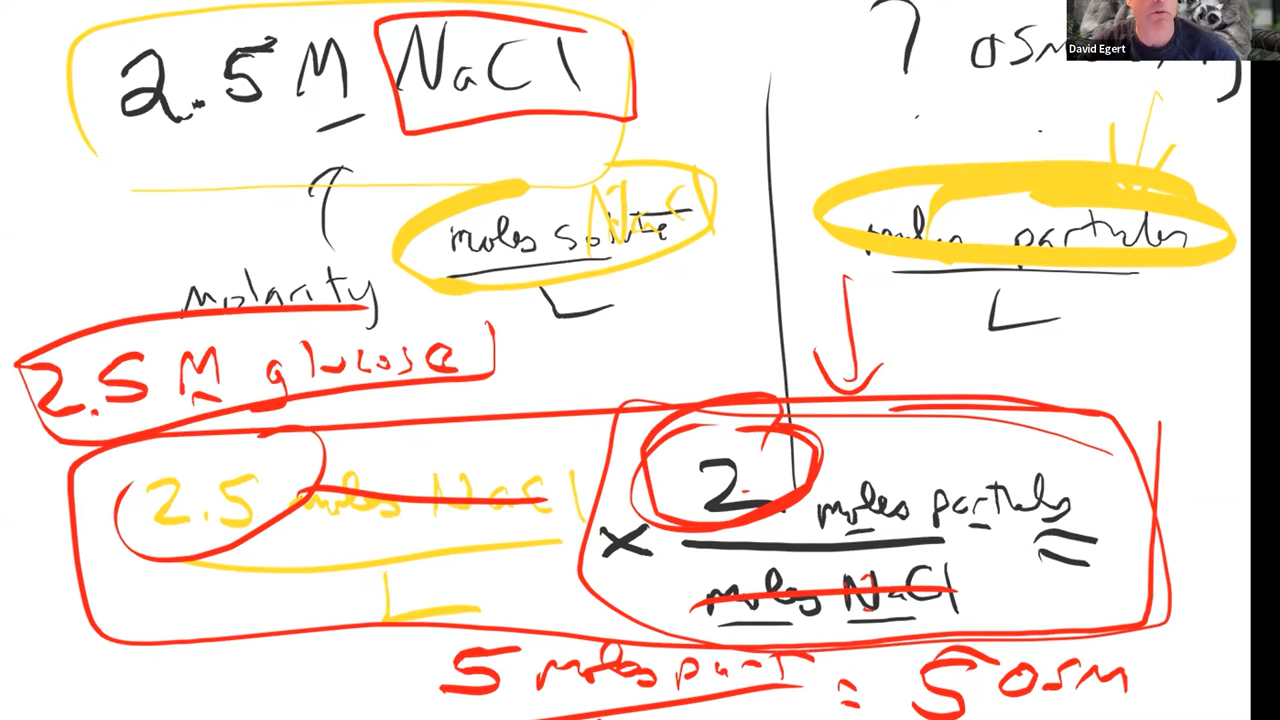 2.5 M NaCl
? OSM
David Egert
NaCl
moles solute
L
moles particles
L
molarity
2.5 M glucose
2.5 moles NaCl
L
x
2 moles particles
moles NaCl
=
5 moles part = 5 OSM